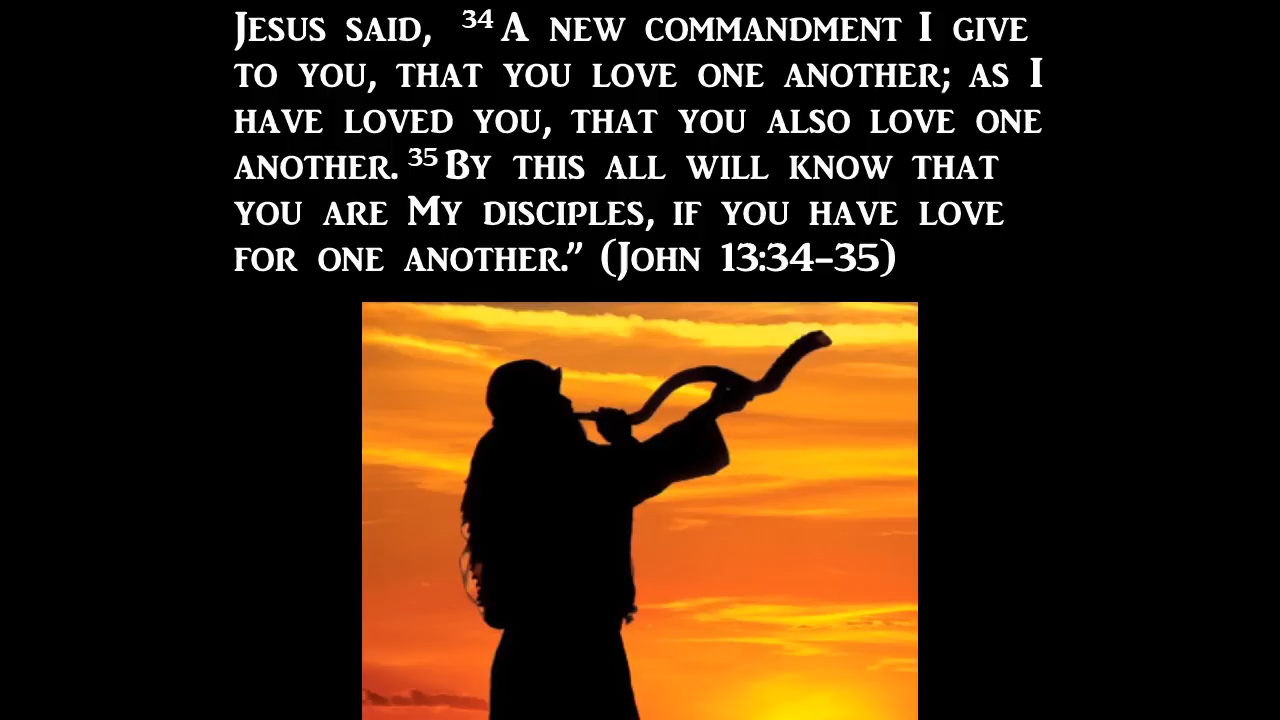 Jesus said, ³⁴ A new commandment I give
to you, that you love one another; as I
have loved you, that you also love one
another. ³⁵ By this all will know that
you are My disciples, if you have love
for one another.” (John 13:34–35)